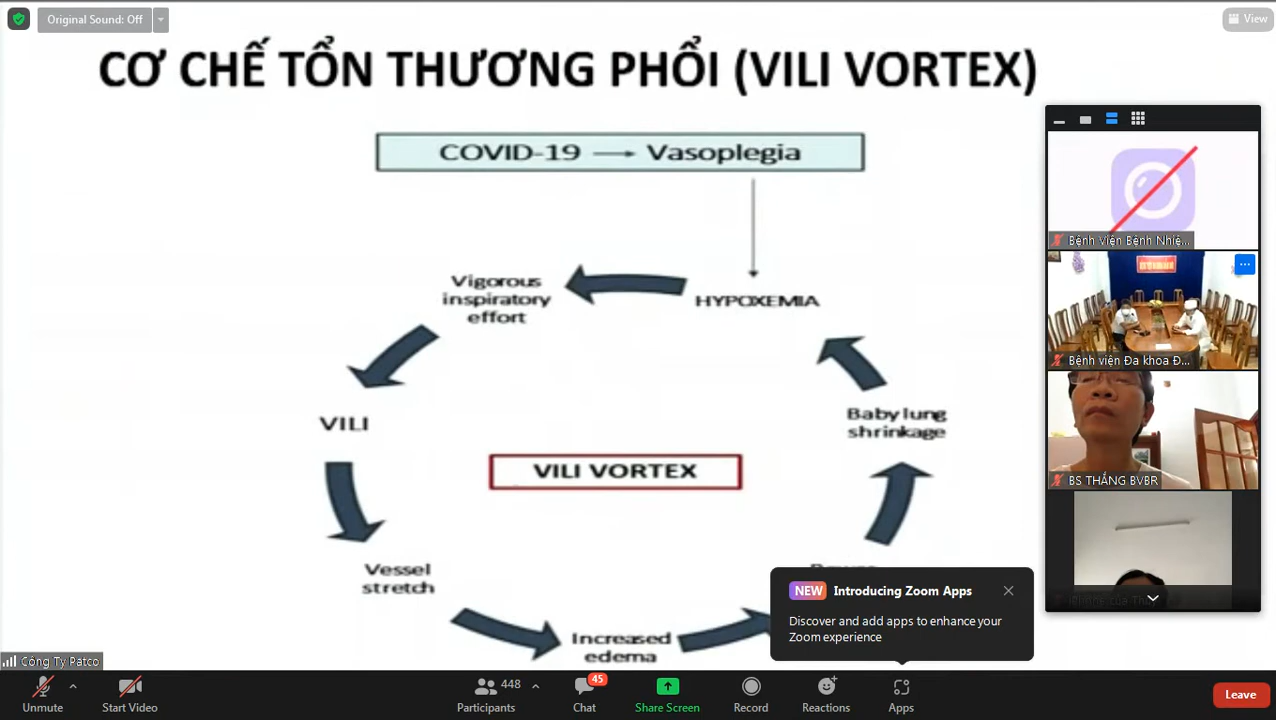 Original Sound: Off
View
CƠ CHẾ TỔN THƯƠNG PHỔI (VILI VORTEX)
COVID-19 → Vasoplegia
Vigorous
inspiratory
effort
HYPOXEMIA
VILI
Baby lung
shrinkage
VILI VORTEX
Vessel
stretch
Increased
edema
Bệnh Viện Bệnh Nhiệ...
Bệnh viện Đa khoa Đ...
BS THẮNG BVBR
NEW Introducing Zoom Apps
Discover and add apps to enhance your
Zoom experience
Công Ty Patco
Unmute
Start Video
448
Participants
45
Chat
Share Screen
Record
Reactions
Apps
Leave